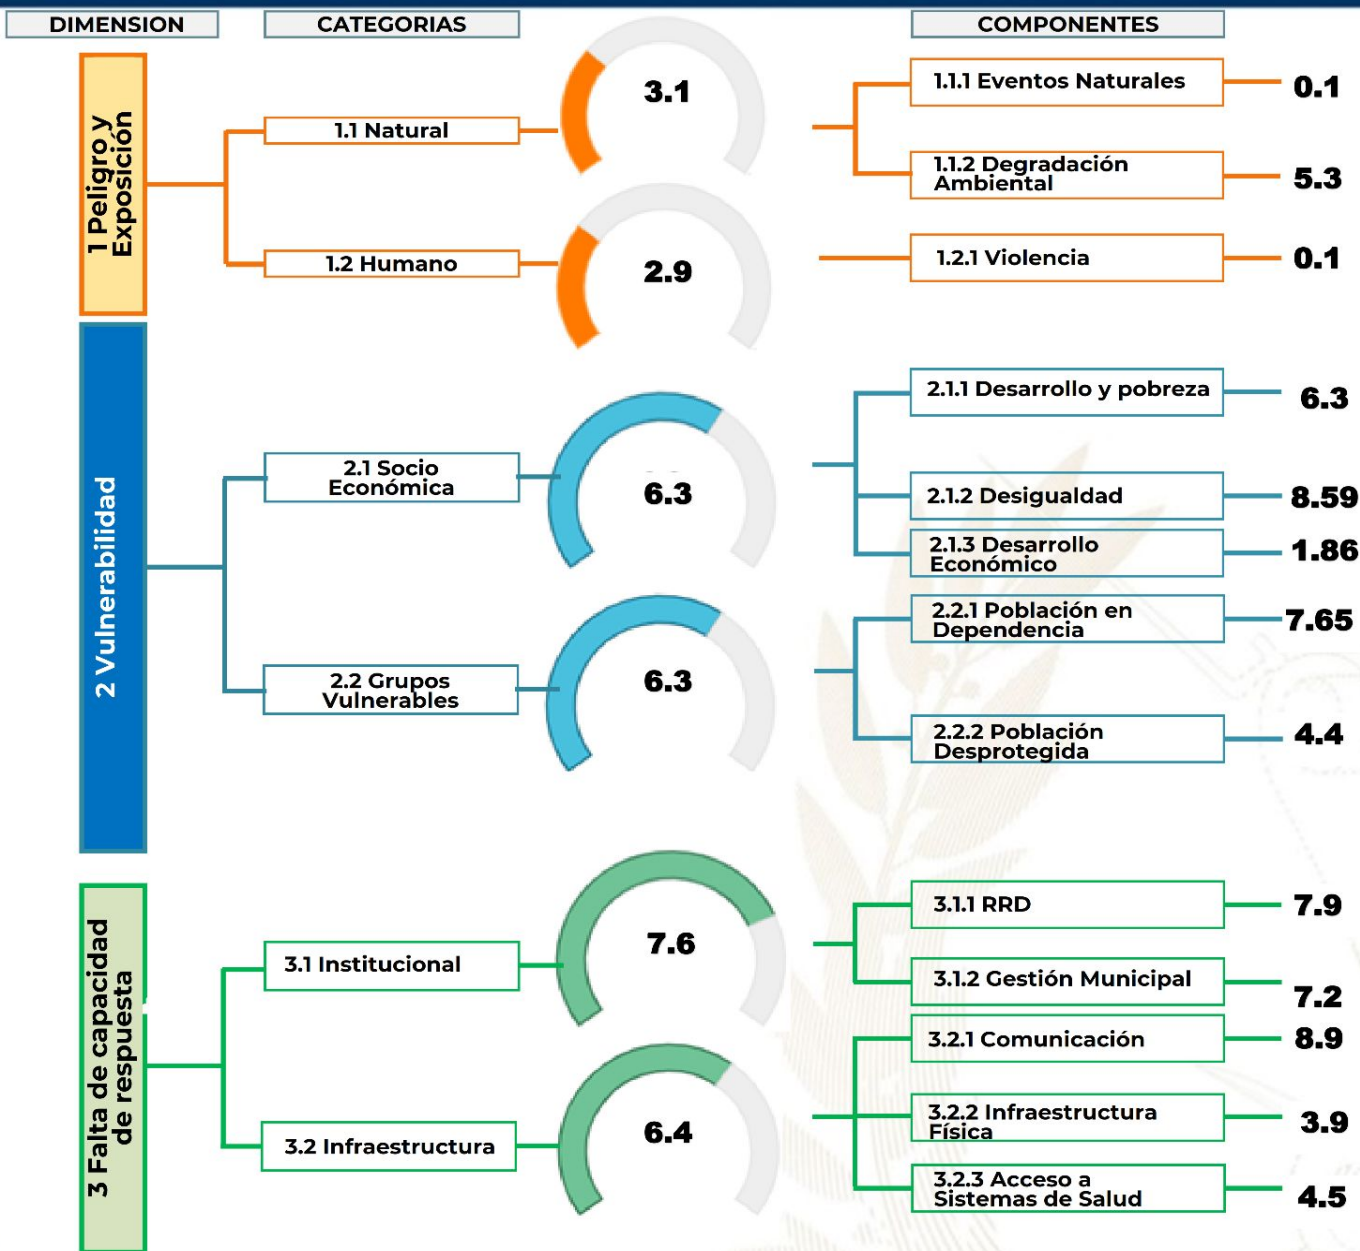 DIMENSION
CATEGORIAS
COMPONENTES
1 Peligro y
Exposición
1.1 Natural
3.1
1.1.1 Eventos Naturales
0.1
1.1.2 Degradación
Ambiental
5.3
1.2 Humano
2.9
1.2.1 Violencia
0.1
2 Vulnerabilidad
2.1 Socio
Económica
6.3
2.1.1 Desarrollo y pobreza
6.3
2.1.2 Desigualdad
8.59
2.1.3 Desarrollo
Económico
1.86
2.2 Grupos
Vulnerables
6.3
2.2.1 Población en
Dependencia
7.65
2.2.2 Población
Desprotegida
4.4
3 Falta de capacidad
de respuesta
3.1 Institucional
7.6
3.1.1 RRD
7.9
3.1.2 Gestión Municipal
7.2
3.2 Infraestructura
6.4
3.2.1 Comunicación
8.9
3.2.2 Infraestructura
Física
3.9
3.2.3 Acceso a
Sistemas de Salud
4.5